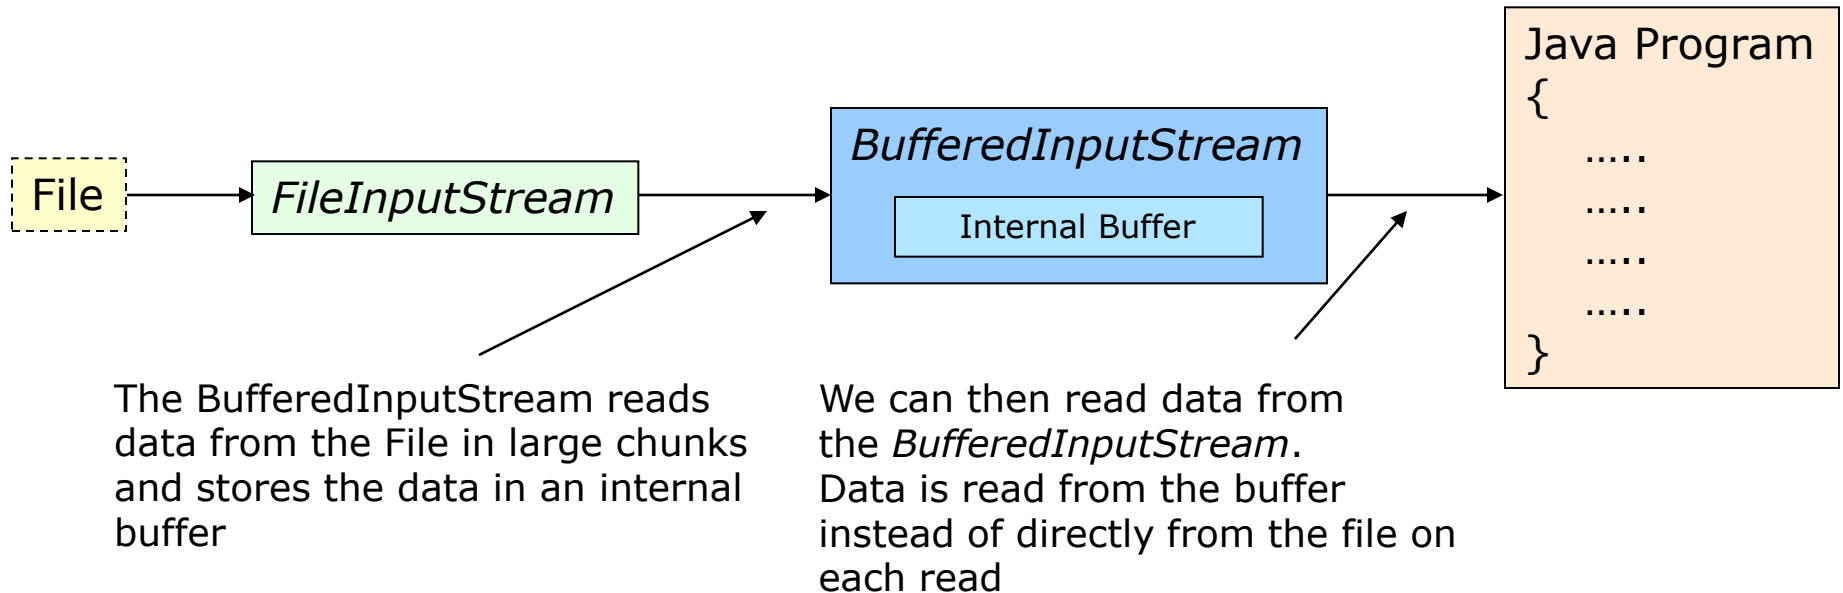 File
FileInputStream
BufferedInputStream
Internal Buffer
Java Program
{
…..
…..
…..
…..
}
The BufferedInputStream reads
data from the File in large chunks
and stores the data in an internal
buffer
We can then read data from
the BufferedInputStream.
Data is read from the buffer
instead of directly from the file on
each read